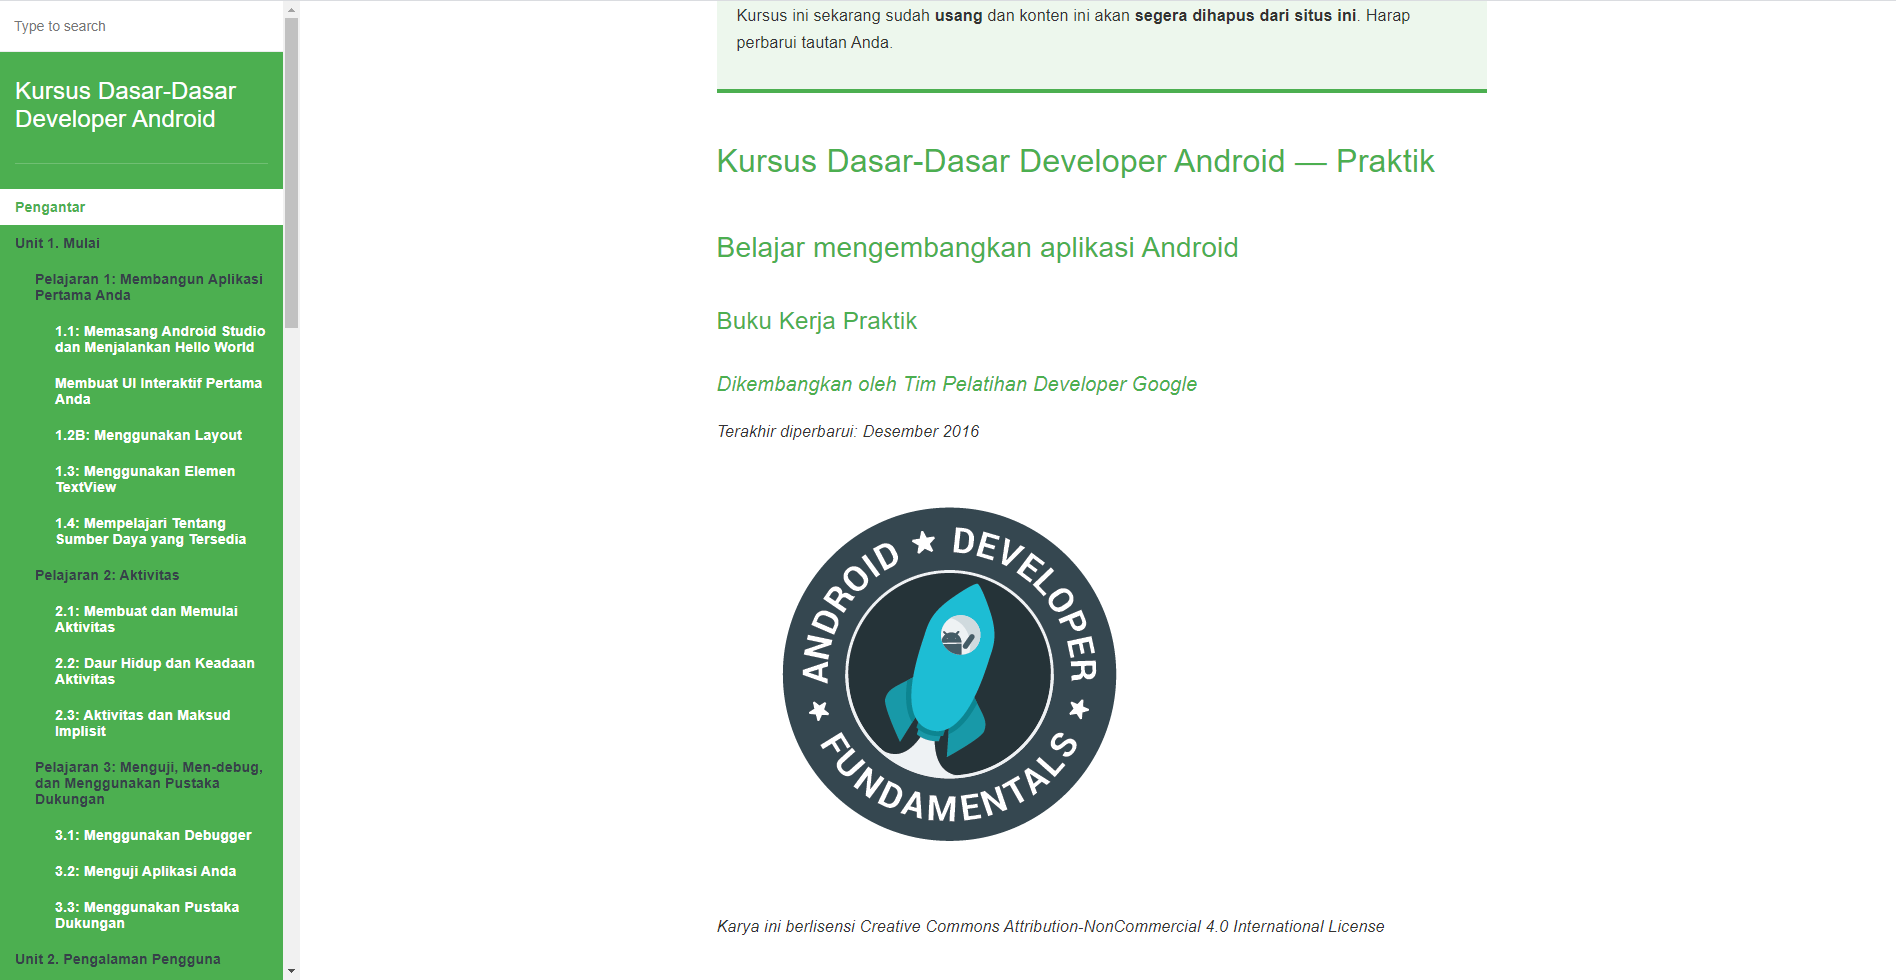 Type to search
Kursus Dasar-Dasar
Developer Android
Pengantar
Unit 1. Mulai
Pelajaran 1: Membangun Aplikasi
Pertama Anda
1.1: Memasang Android Studio
dan Menjalankan Hello World
Membuat UI Interaktif Pertama
Anda
1.2B: Menggunakan Layout
1.3: Menggunakan Elemen
TextView
1.4: Mempelajari Tentang
Sumber Daya yang Tersedia
Pelajaran 2: Aktivitas
2.1: Membuat dan Memulai
Aktivitas
2.2: Daur Hidup dan Keadaan
Aktivitas
2.3: Aktivitas dan Maksud
Implisit
Pelajaran 3: Menguji, Men-debug,
dan Menggunakan Pustaka
Dukungan
3.1: Menggunakan Debugger
3.2: Menguji Aplikasi Anda
3.3: Menggunakan Pustaka
Dukungan
Unit 2. Pengalaman Pengguna
Kursus ini sekarang sudah usang dan konten ini akan segera dihapus dari situs ini. Harap
perbarui tautan Anda.
Kursus Dasar-Dasar Developer Android — Praktik
Belajar mengembangkan aplikasi Android
Buku Kerja Praktik
Dikembangkan oleh Tim Pelatihan Developer Google
Terakhir diperbarui: Desember 2016
ANDROID ★ DEVELOPER ★ FUNDAMENTALS ★
Karya ini berlisensi Creative Commons Attribution-NonCommercial 4.0 International License